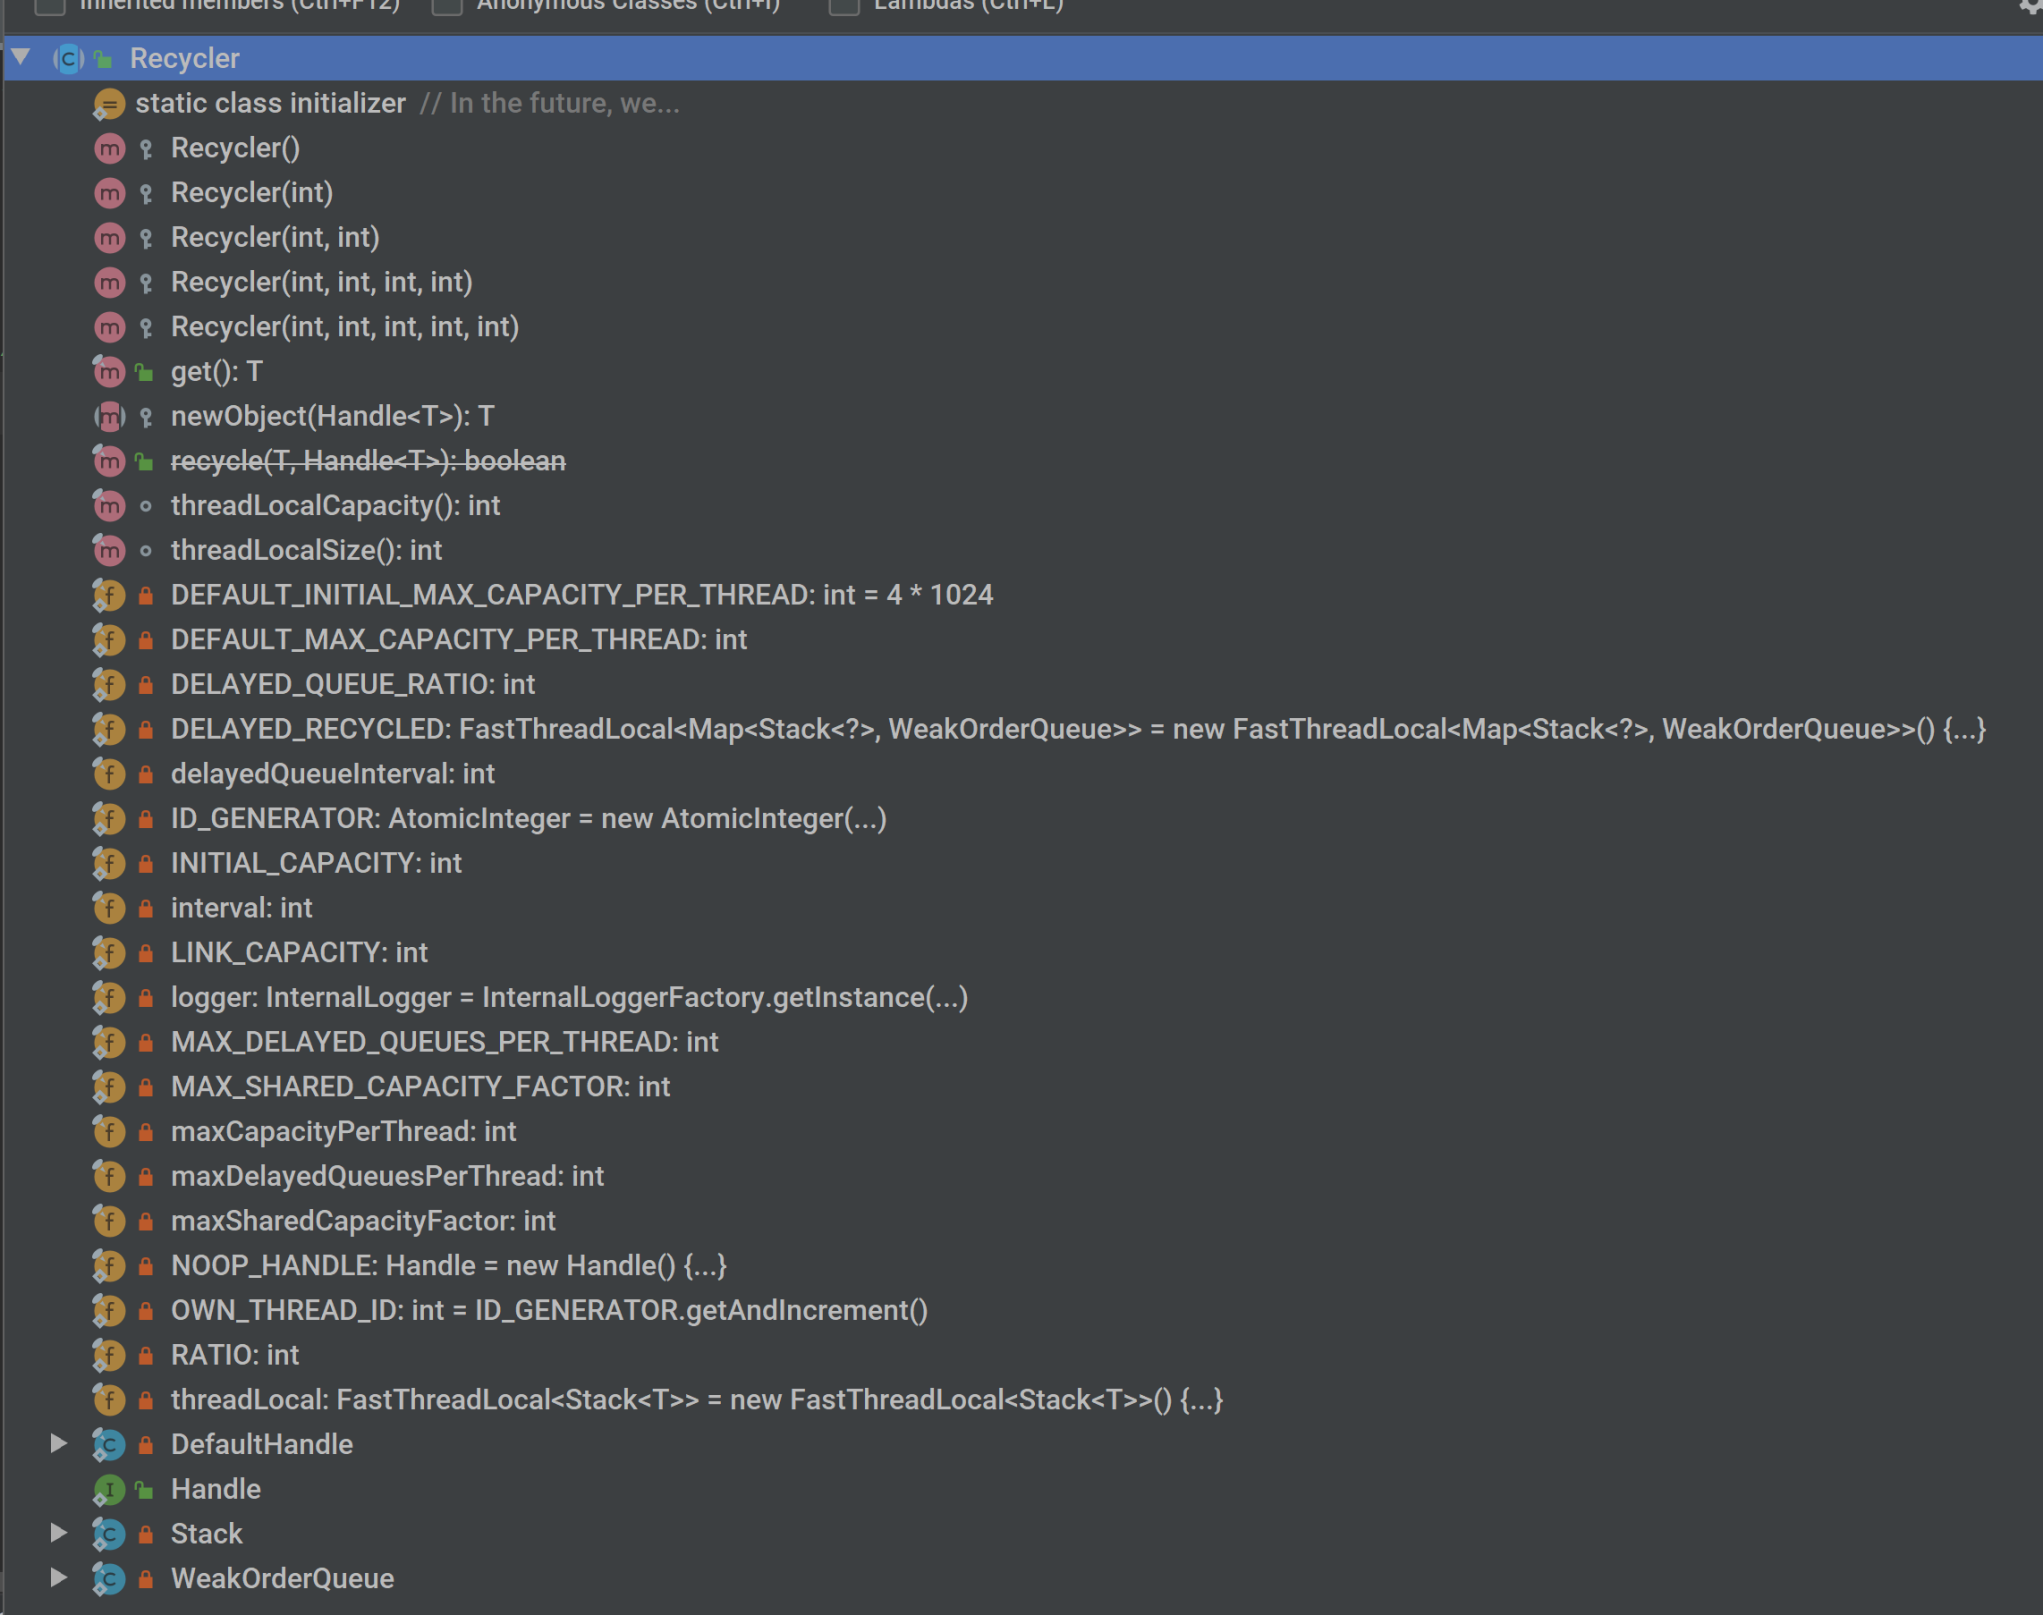 Inherited members (Ctrl+F12) Anonymous Classes (Ctrl+I) Lambdas (Ctrl+L)
Recycler
static class initializer // In the future, we...
Recycler()
Recycler(int)
Recycler(int, int)
Recycler(int, int, int, int)
Recycler(int, int, int, int, int)
get(): T
newObject(Handle<T>): T
recycle(T, Handle<T>): boolean
threadLocalCapacity(): int
threadLocalSize(): int
DEFAULT_INITIAL_MAX_CAPACITY_PER_THREAD: int = 4 * 1024
DEFAULT_MAX_CAPACITY_PER_THREAD: int
DELAYED_QUEUE_RATIO: int
DELAYED_RECYCLED: FastThreadLocal<Map<Stack<?>, WeakOrderQueue>> = new FastThreadLocal<Map<Stack<?>, WeakOrderQueue>>() {...}
delayedQueueInterval: int
ID_GENERATOR: AtomicInteger = new AtomicInteger(...)
INITIAL_CAPACITY: int
interval: int
LINK_CAPACITY: int
logger: InternalLogger = InternalLoggerFactory.getInstance(...)
MAX_DELAYED_QUEUES_PER_THREAD: int
MAX_SHARED_CAPACITY_FACTOR: int
maxCapacityPerThread: int
maxDelayedQueuesPerThread: int
maxSharedCapacityFactor: int
NOOP_HANDLE: Handle = new Handle() {...}
OWN_THREAD_ID: int = ID_GENERATOR.getAndIncrement()
RATIO: int
threadLocal: FastThreadLocal<Stack<T>> = new FastThreadLocal<Stack<T>>() {...}
DefaultHandle
Handle
Stack
WeakOrderQueue